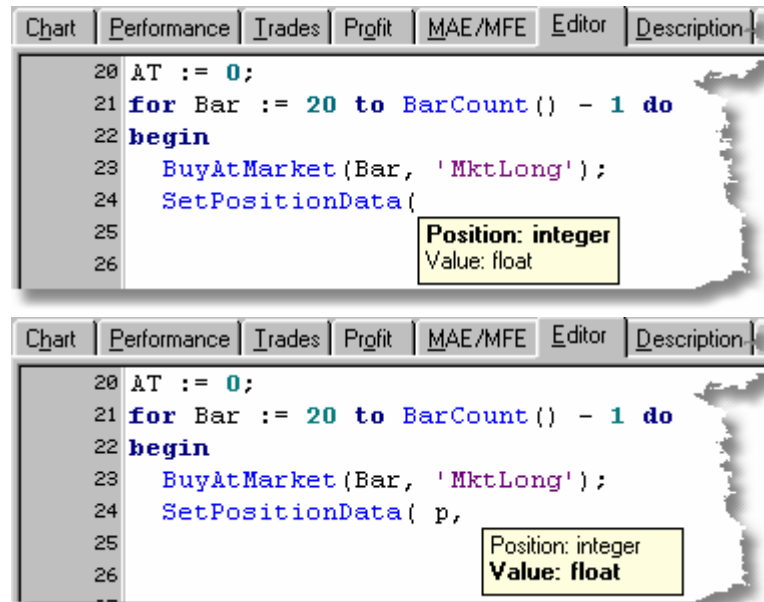 Chart Performance Trades Profit MAE/MFE Editor Description
20 AT := 0;
21 for Bar := 20 to BarCount() - 1 do
22 begin
23 BuyAtMarket(Bar, 'MktLong');
24 SetPositionData(
25 Position: integer
26 Value: float
Chart Performance Trades Profit MAE/MFE Editor Description
20 AT := 0;
21 for Bar := 20 to BarCount() - 1 do
22 begin
23 BuyAtMarket(Bar, 'MktLong');
24 SetPositionData( p,
25 Position: integer
26 Value: float